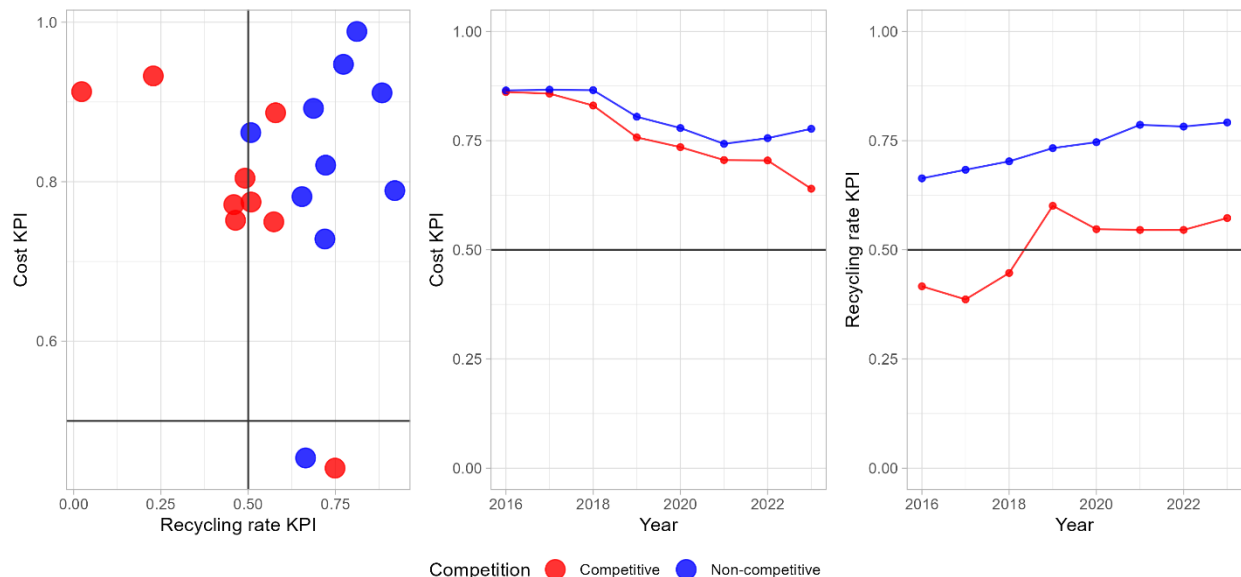 1.0
0.8
0.6
Cost KPI
0.00 0.25 0.50 0.75
Recycling rate KPI
1.00
0.75
0.50
0.25
0.00
Cost KPI
2016 2018 2020 2022
Year
1.00
0.75
0.50
0.25
0.00
Recycling rate KPI
2016 2018 2020 2022
Year
Competition Competitive Non-competitive